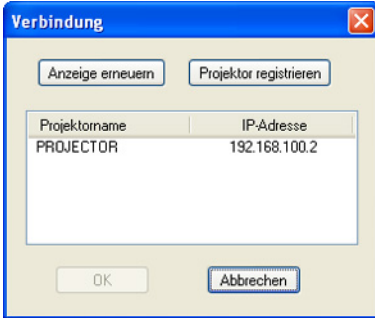 Verbindung
Anzeige erneuern Projektor registrieren
Projektorname IP-Adresse
PROJECTOR 192.168.100.2
OK Abbrechen